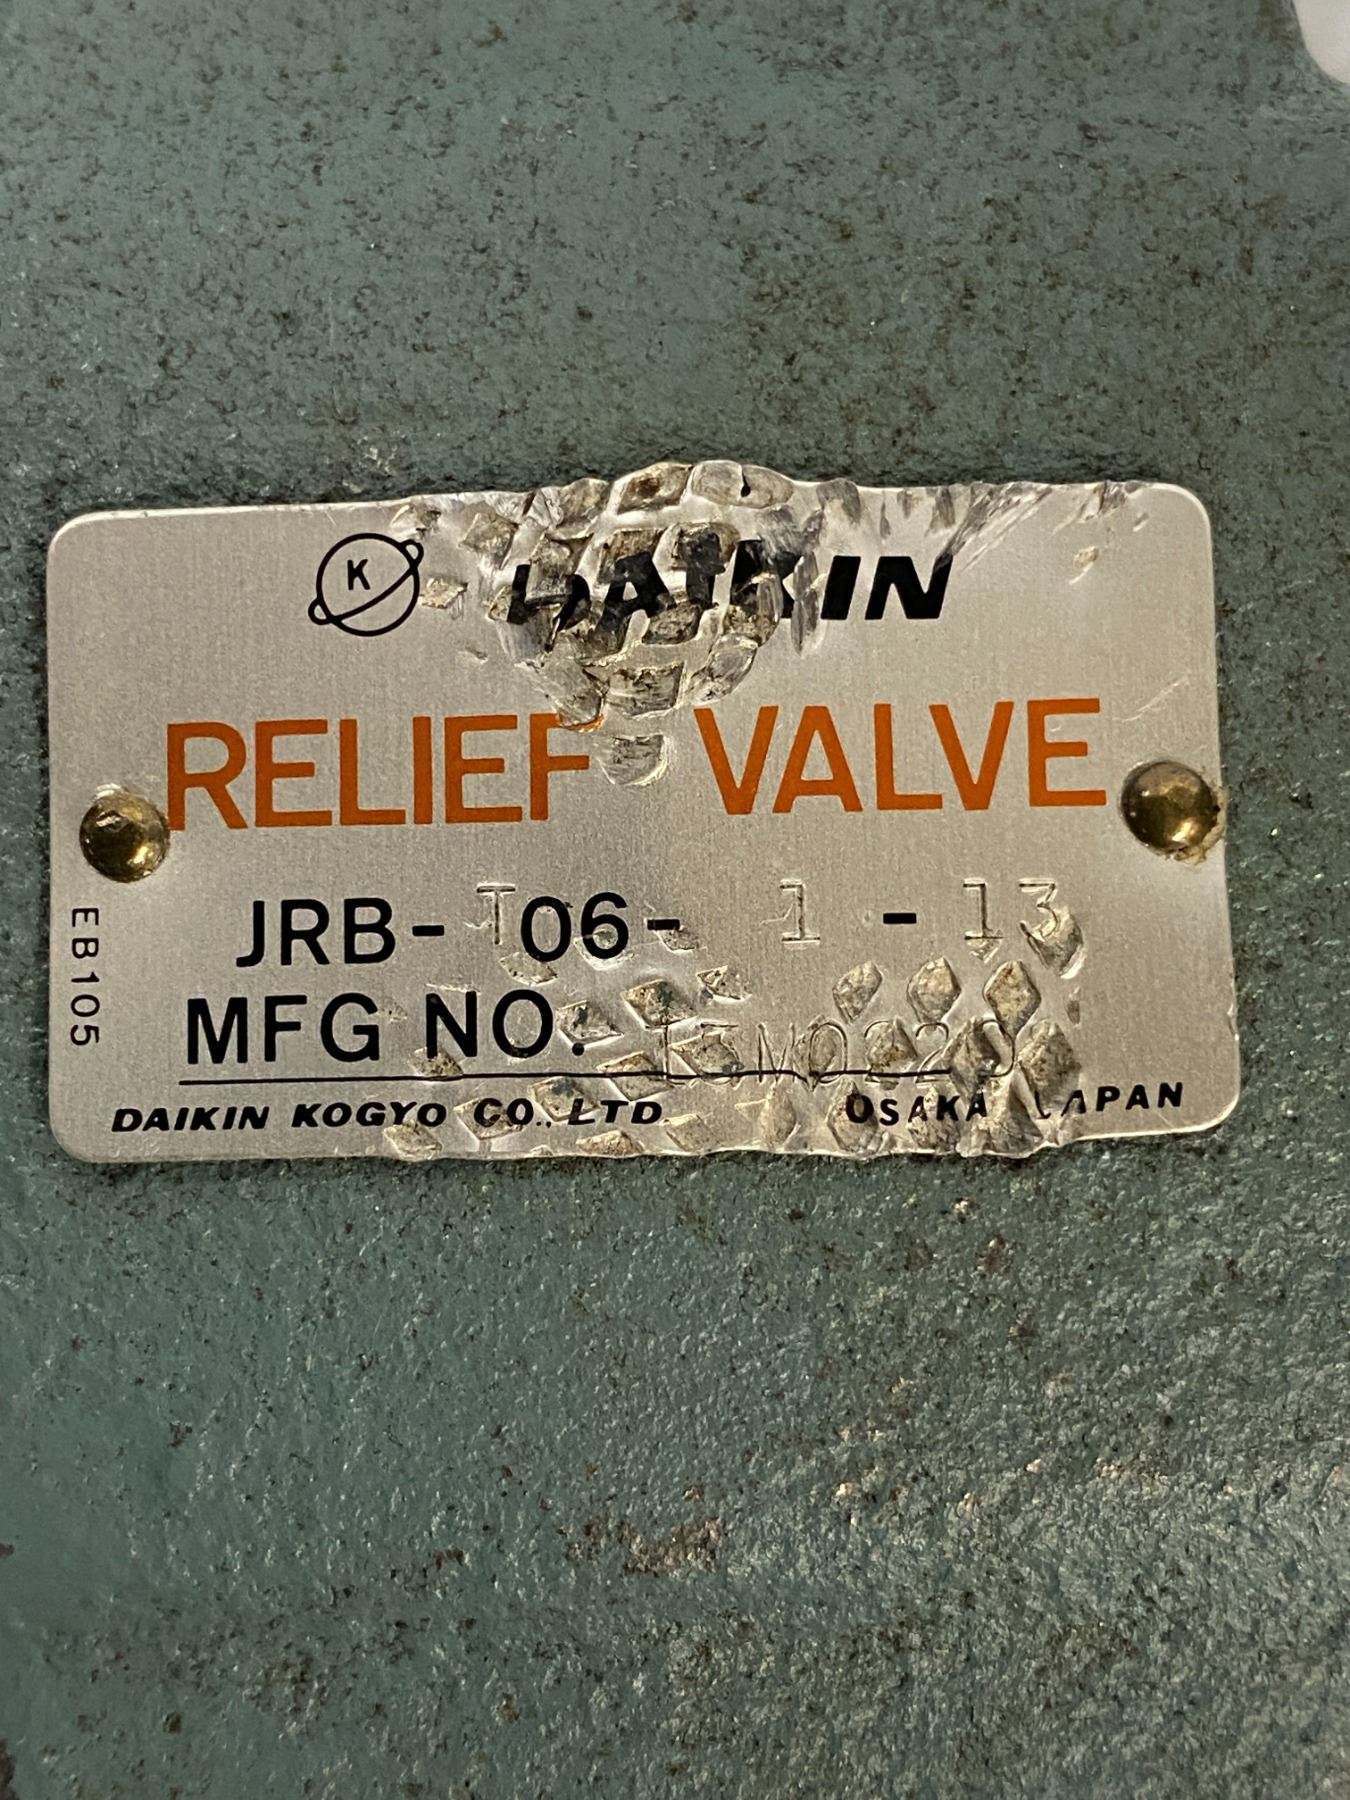 K DAIKIN
RELIEF VALVE
JRB-T06- 1 -13
MFG NO.
DAIKIN KOGYO CO., LTD. OSAKA JAPAN
EB105